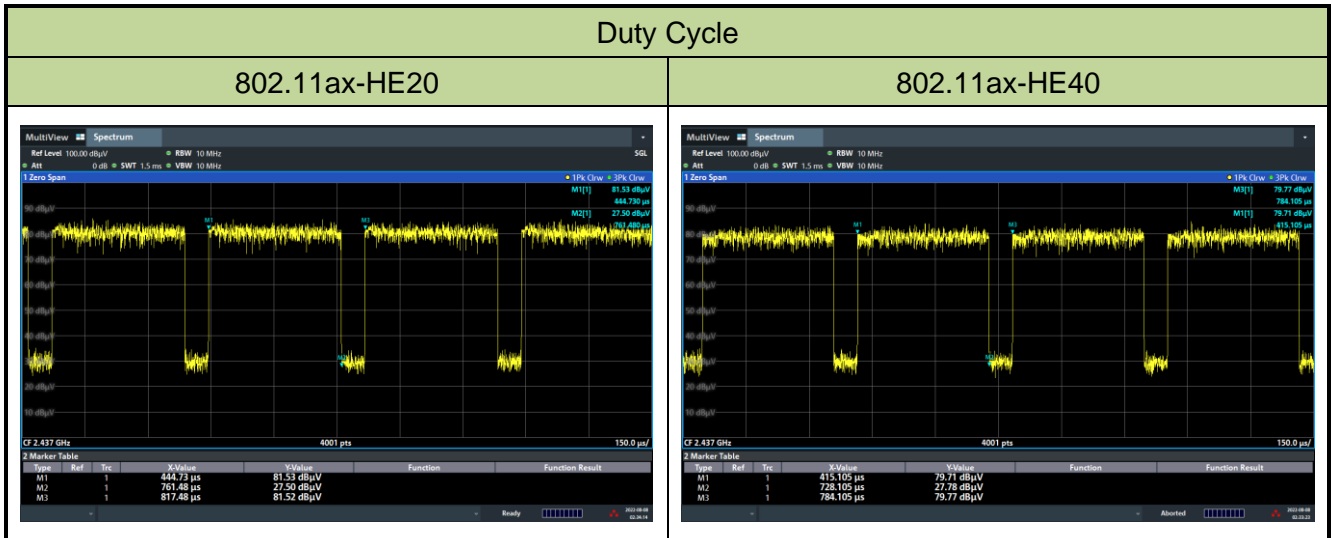 Duty Cycle
802.11ax-HE20
802.11ax-HE40
MultiView Spectrum
Ref Level 100.00 dBµV RBW 10 MHz SGL
Att 0 dB SWT 1.5 ms VBW 10 MHz
1 Zero Span 1Pk Clrw 3Pk Clrw
M1[1] 81.53 dBµV
444.730 µs
M2[1] 27.50 dBµV
761.480 µs
90 dBµV
M1
M3
70 dBµV
60 dBµV
50 dBµV
40 dBµV
20 dBµV
10 dBµV
CF 2.437 GHz 4001 pts 150.0 µs/
2 Marker Table
Type Ref Trc X-Value Y-Value Function Function Result
M1 1 444.73 µs 81.53 dBµV
M2 1 761.48 µs 27.50 dBµV
M3 1 817.48 µs 81.52 dBµV
Ready
MultiView Spectrum
Ref Level 100.00 dBµV RBW 10 MHz
Att 0 dB SWT 1.5 ms VBW 10 MHz
1 Zero Span 1Pk Clrw 3Pk Clrw
M3[1] 79.77 dBµV
784.105 µs
M1[1] 79.71 dBµV
415.105 µs
90 dBµV
M1
M3
70 dBµV
60 dBµV
50 dBµV
40 dBµV
20 dBµV
10 dBµV
CF 2.437 GHz 4001 pts 150.0 µs/
2 Marker Table
Type Ref Trc X-Value Y-Value Function Function Result
M1 1 415.105 µs 79.71 dBµV
M2 1 728.105 µs 27.78 dBµV
M3 1 784.105 µs 79.77 dBµV
Aborted